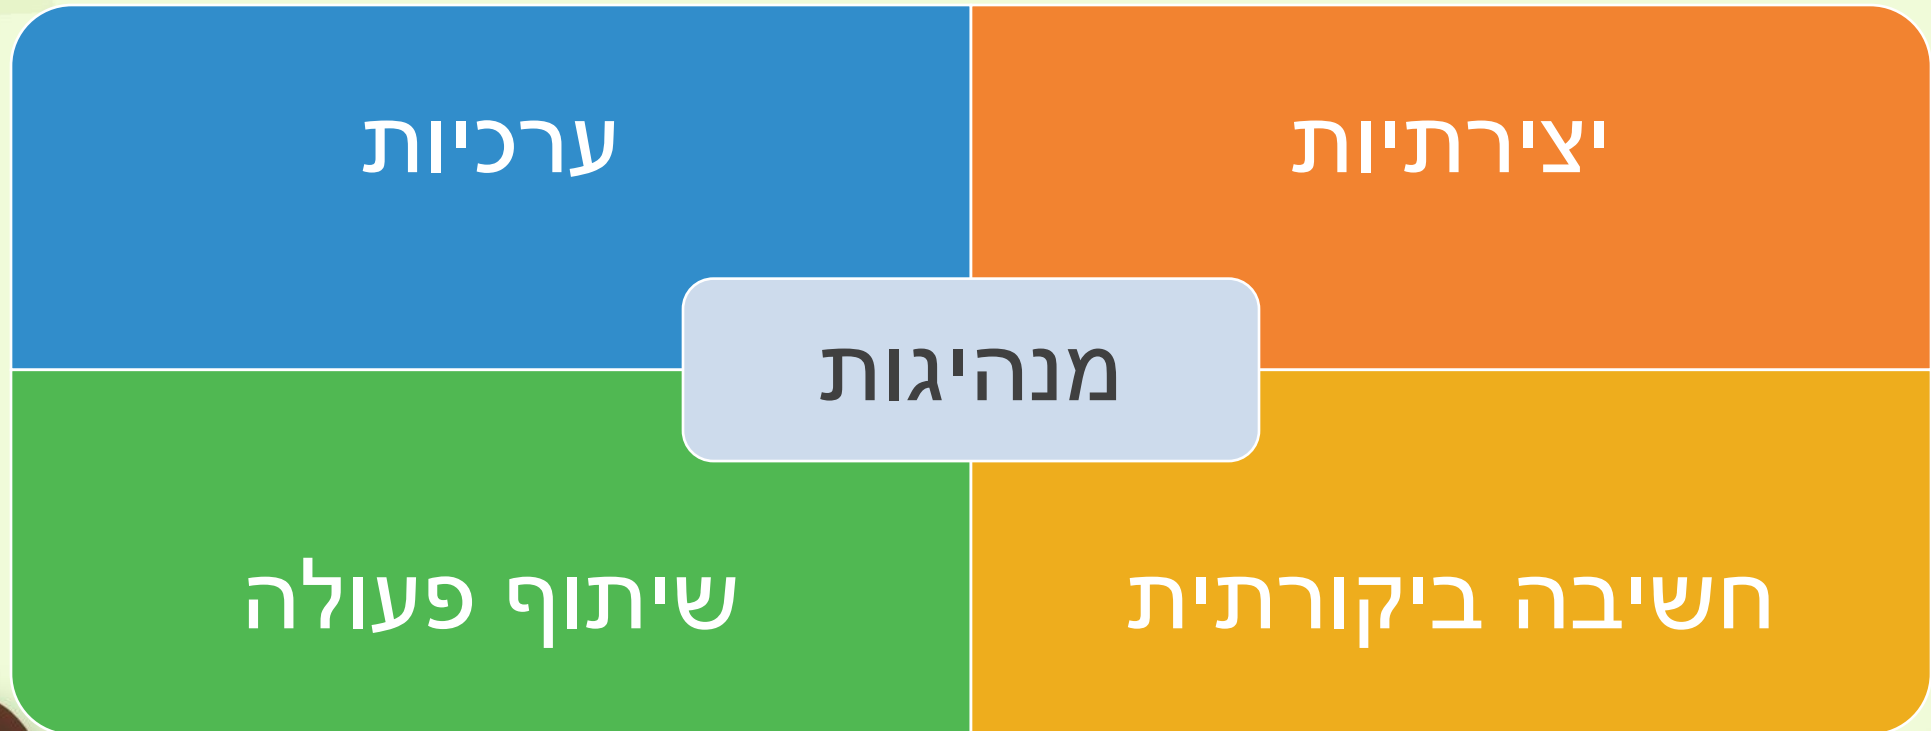 יצירתיות
ערכיות
מנהיגות
חשיבה ביקורתית
שיתוף פעולה